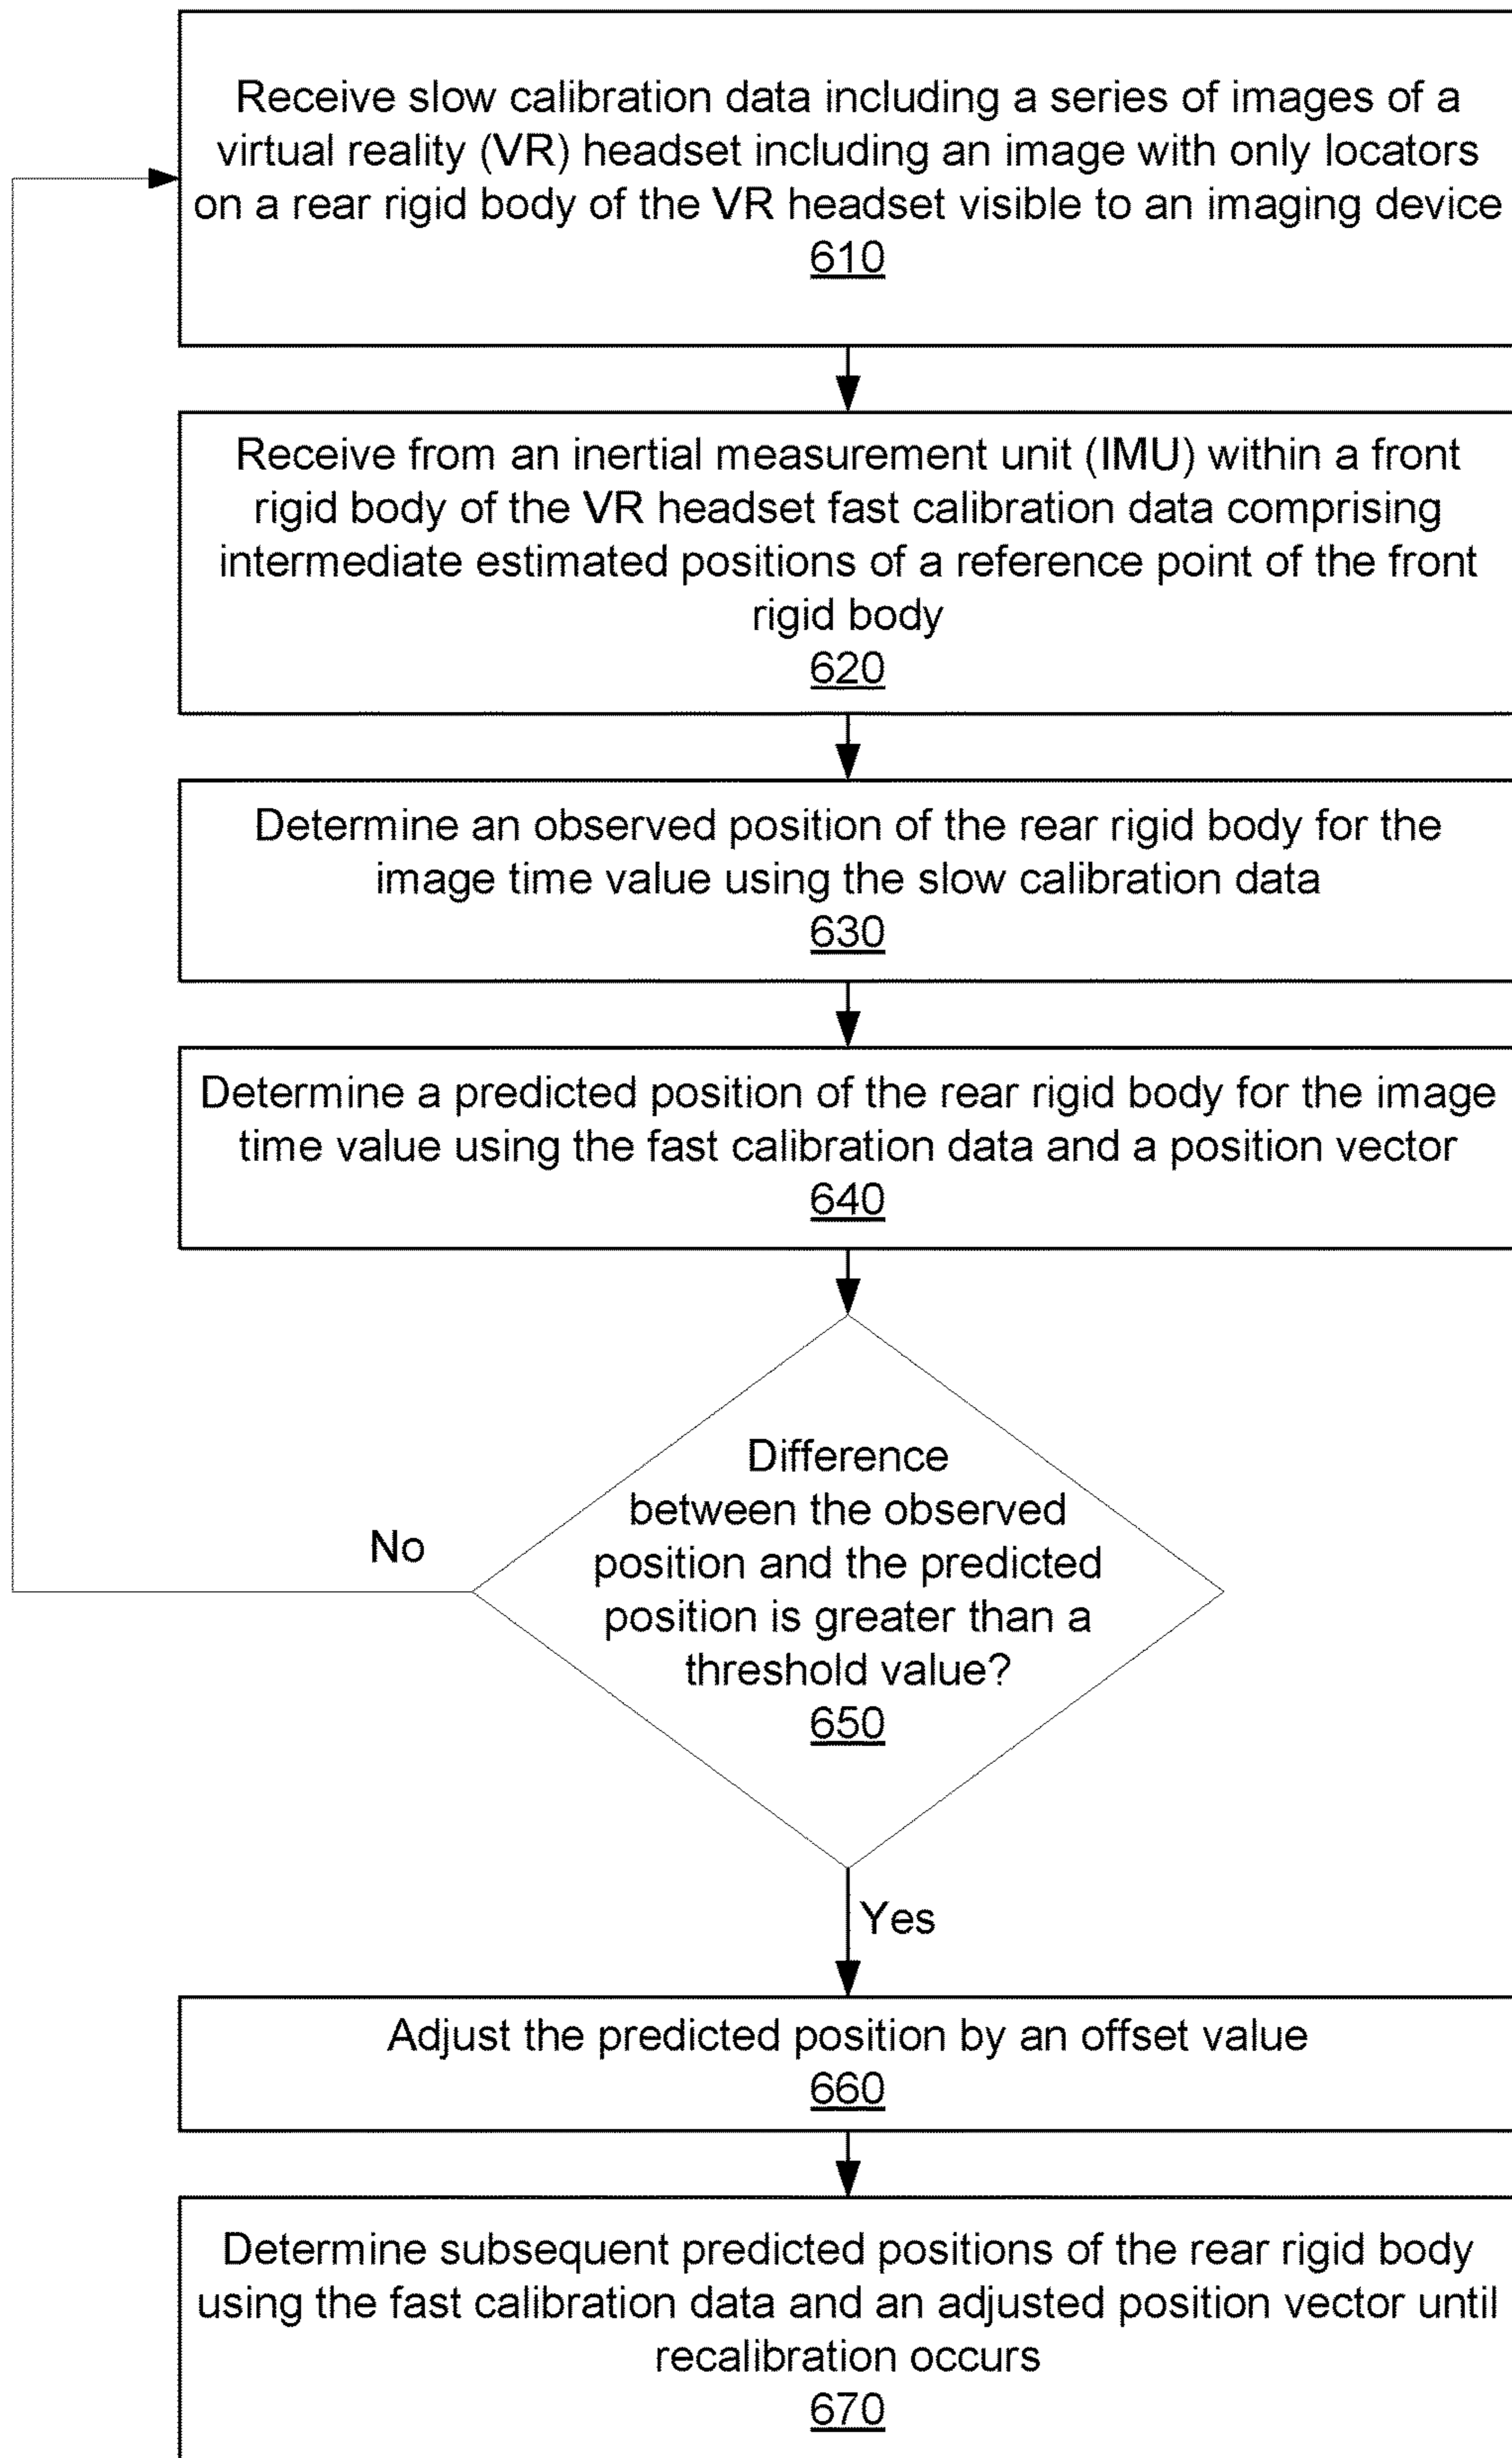 Receive slow calibration data including a series of images of a
virtual reality (VR) headset including an image with only locators
on a rear rigid body of the VR headset visible to an imaging device
610
Receive from an inertial measurement unit (IMU) within a front
rigid body of the VR headset fast calibration data comprising
intermediate estimated positions of a reference point of the front
rigid body
620
Determine an observed position of the rear rigid body for the
image time value using the slow calibration data
630
Determine a predicted position of the rear rigid body for the image
time value using the fast calibration data and a position vector
640
Difference
between the observed
position and the predicted
position is greater than a
threshold value?
650
No
Yes
Adjust the predicted position by an offset value
660
Determine subsequent predicted positions of the rear rigid body
using the fast calibration data and an adjusted position vector until
recalibration occurs
670